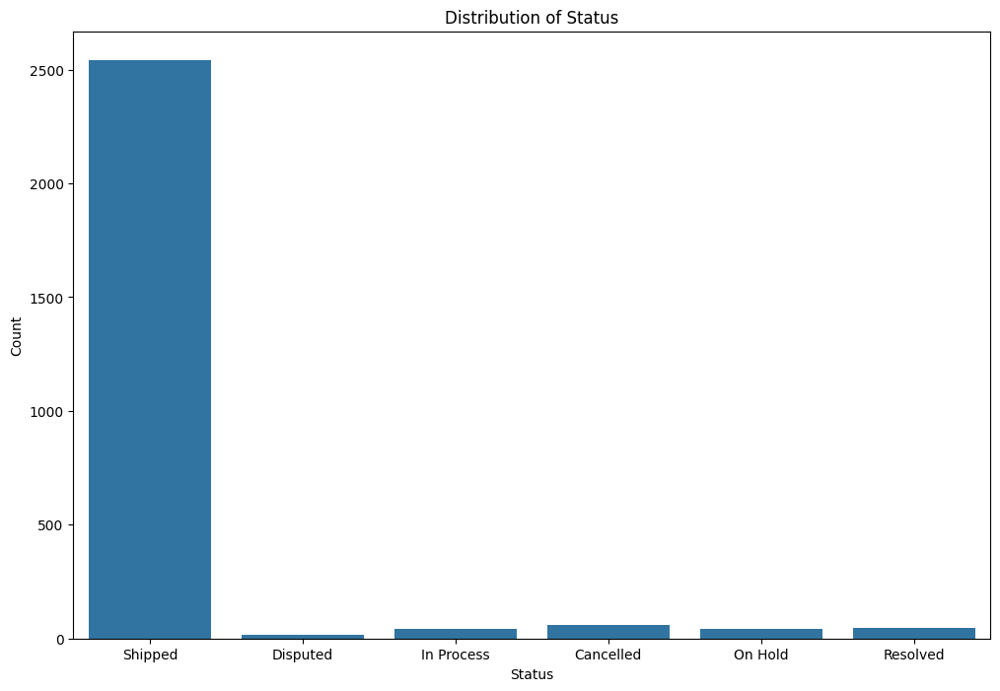 Distribution of Status
2500
2000
1500
1000
500
0
Count
Shipped Disputed In Process Cancelled On Hold Resolved
Status